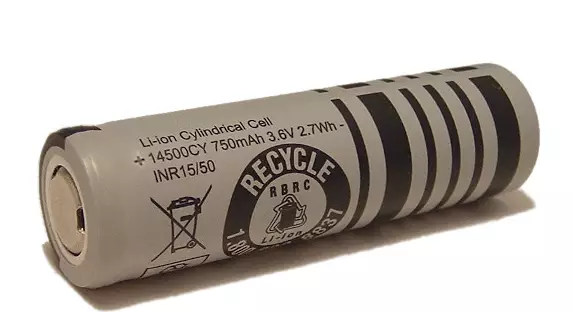 Li-ion Cylindrical Cell
+ 14500CY 750mAh 3.6V 2.7Wh -
INR15/50
RECYCLE
RBRC
Li-ion